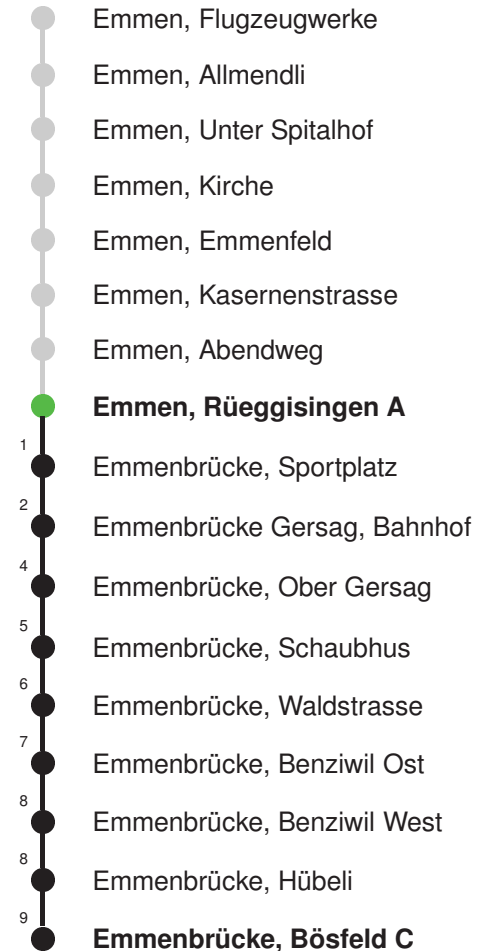 Emmen, Flugzeugwerke
Emmen, Allmendli
Emmen, Unter Spitalhof
Emmen, Kirche
Emmen, Emmenfeld
Emmen, Kasernenstrasse
Emmen, Abendweg
Emmen, Rüeggisingen A
1 Emmenbrücke, Sportplatz
2 Emmenbrücke Gersag, Bahnhof
4 Emmenbrücke, Ober Gersag
5 Emmenbrücke, Schaubhus
6 Emmenbrücke, Waldstrasse
7 Emmenbrücke, Benziwil Ost
8 Emmenbrücke, Benziwil West
8 Emmenbrücke, Hübeli
9 Emmenbrücke, Bösfeld C